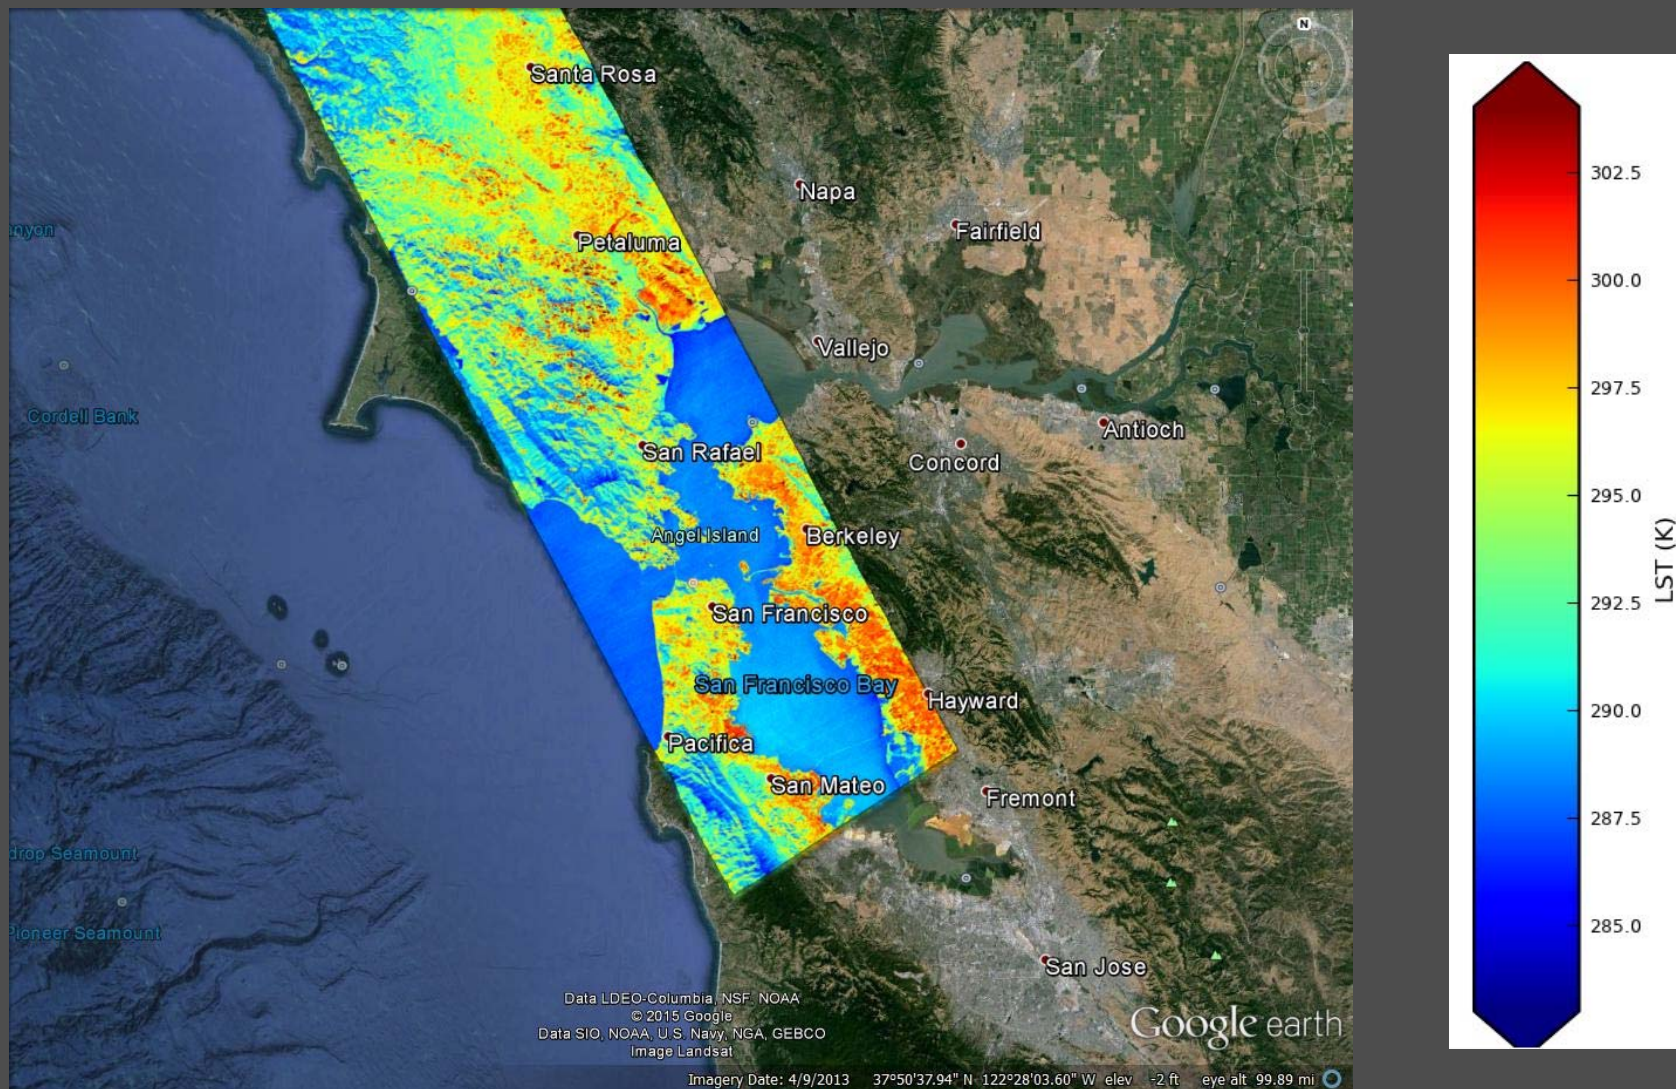 N
Santa Rosa
Napa
Fairfield
Petaluma
Vallejo
Cordell Bank
Antioch
San Rafael
Concord
Angel Island
Berkeley
San Francisco
San Francisco Bay
Hayward
Pacifica
San Mateo
Fremont
drop Seamount
Pioneer Seamount
San Jose
Data LDEO-Columbia, NSF, NOAA
© 2015 Google
Data SIO, NOAA, U.S. Navy, NGA, GEBCO
Image Landsat
Google earth
Imagery Date: 4/9/2013 37°50'37.94" N 122°28'03.60" W elev -2 ft eye alt 99.89 mi
302.5
300.0
297.5
295.0
292.5
290.0
287.5
285.0
LST (K)